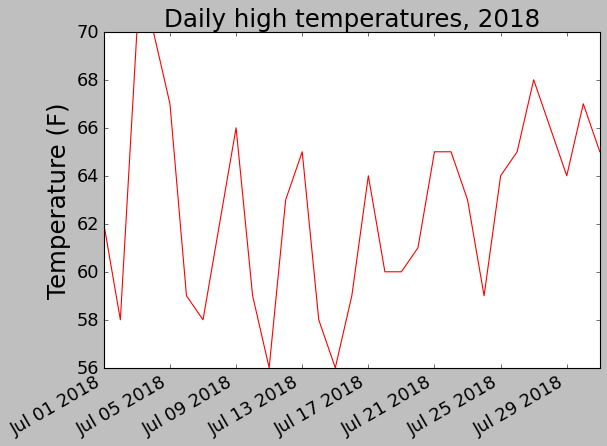 Daily high temperatures, 2018
Temperature (F)
70
68
66
64
62
60
58
56
Jul 01 2018
Jul 05 2018
Jul 09 2018
Jul 13 2018
Jul 17 2018
Jul 21 2018
Jul 25 2018
Jul 29 2018